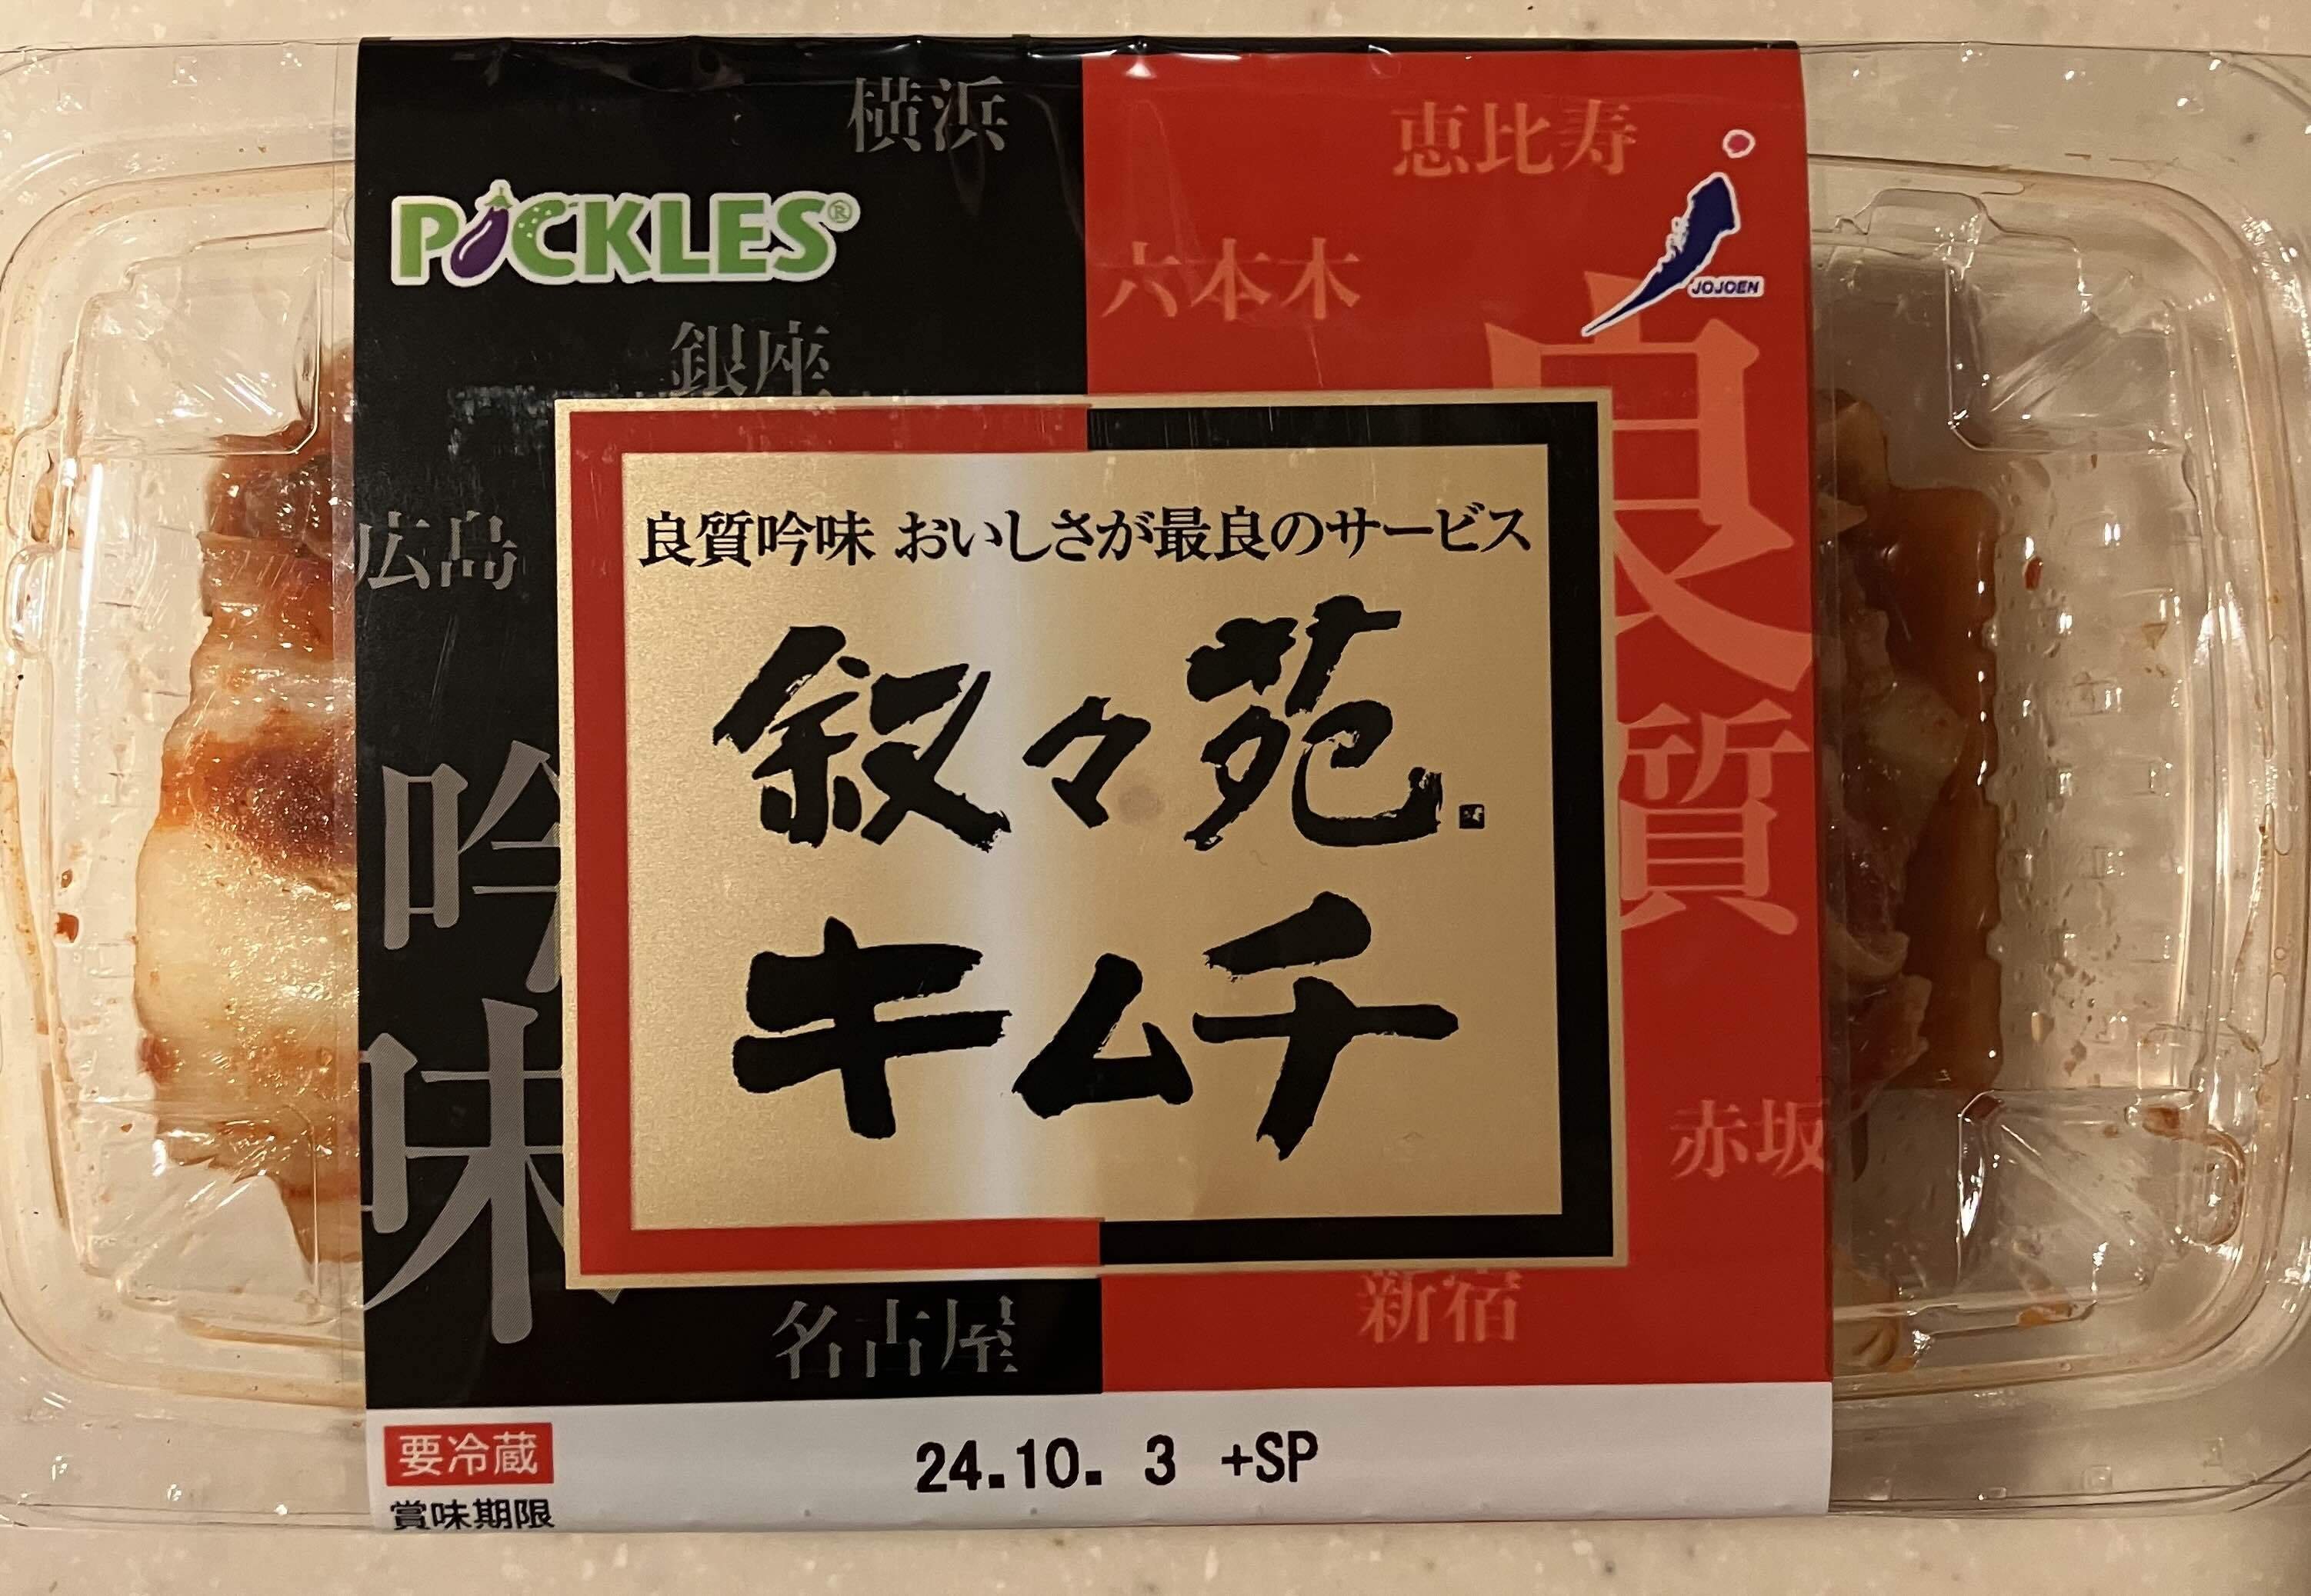 横浜
恵比寿
PICKLES®
六本木
JOJOEN
銀座
良質
広島
良質吟味 おいしさが最良のサービス
叙々苑
キムチ
吟味
赤坂
新宿
名古屋
要冷蔵
24.10. 3 +SP
賞味期限